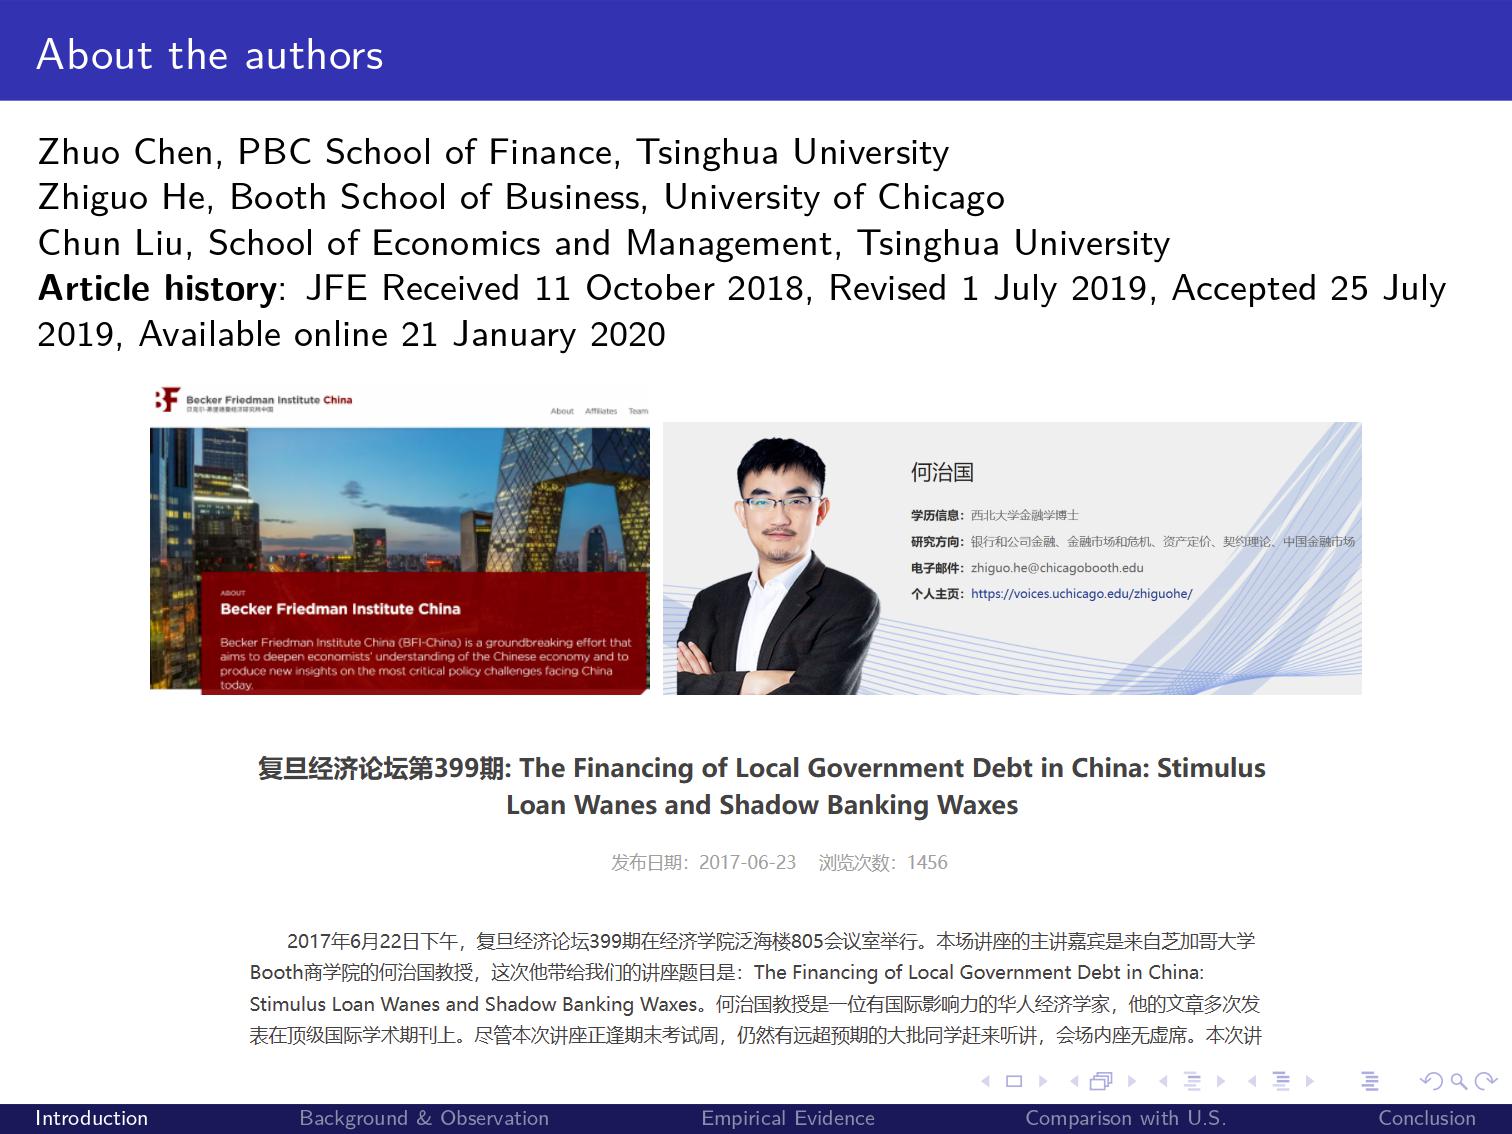 About the authors
Zhuo Chen, PBC School of Finance, Tsinghua University
Zhiguo He, Booth School of Business, University of Chicago
Chun Liu, School of Economics and Management, Tsinghua University
Article history: JFE Received 11 October 2018, Revised 1 July 2019, Accepted 25 July
2019, Available online 21 January 2020
BF Becker Friedman Institute China
About Affiliates Team
ABOUT
Becker Friedman Institute China
Becker Friedman Institute China (BFI-China) is a groundbreaking effort that
aims to deepen economists' understanding of the Chinese economy and to
produce new insights on the most critical policy challenges facing China
today.
何治国
学历信息：西北大学金融学博士
研究方向：银行和公司金融、金融市场和危机、资产定价、契约理论、中国金融市场
电子邮件：zhiguo.he@chicagobooth.edu
个人主页：https://voices.uchicago.edu/zhiguohe/
复旦经济论坛第399期: The Financing of Local Government Debt in China: Stimulus
Loan Wanes and Shadow Banking Waxes
发布日期：2017-06-23 浏览次数：1456
2017年6月22日下午，复旦经济论坛399期在经济学院泛海楼805会议室举行。本场讲座的主讲嘉宾是来自芝加哥大学
Booth商学院的何治国教授，这次他带给我们的讲座题目是：The Financing of Local Government Debt in China:
Stimulus Loan Wanes and Shadow Banking Waxes。何治国教授是一位有国际影响力的华人经济学家，他的文章多次发
表在顶级国际学术期刊上。尽管本次讲座正逢期末考试周，仍然有远超预期的大批同学赶来听讲，会场内座无虚席。本次讲
Introduction Background & Observation Empirical Evidence Comparison with U.S. Conclusion